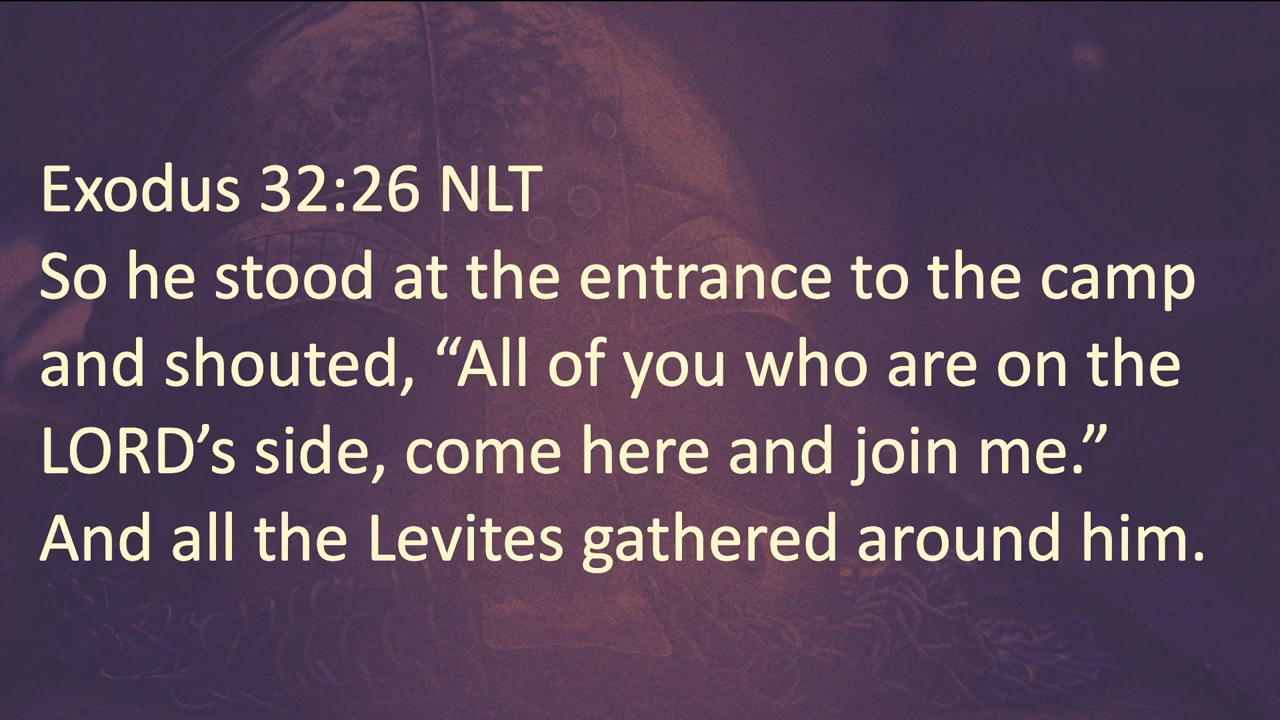 Exodus 32:26 NLT
So he stood at the entrance to the camp
and shouted, “All of you who are on the
LORD’s side, come here and join me.”
And all the Levites gathered around him.